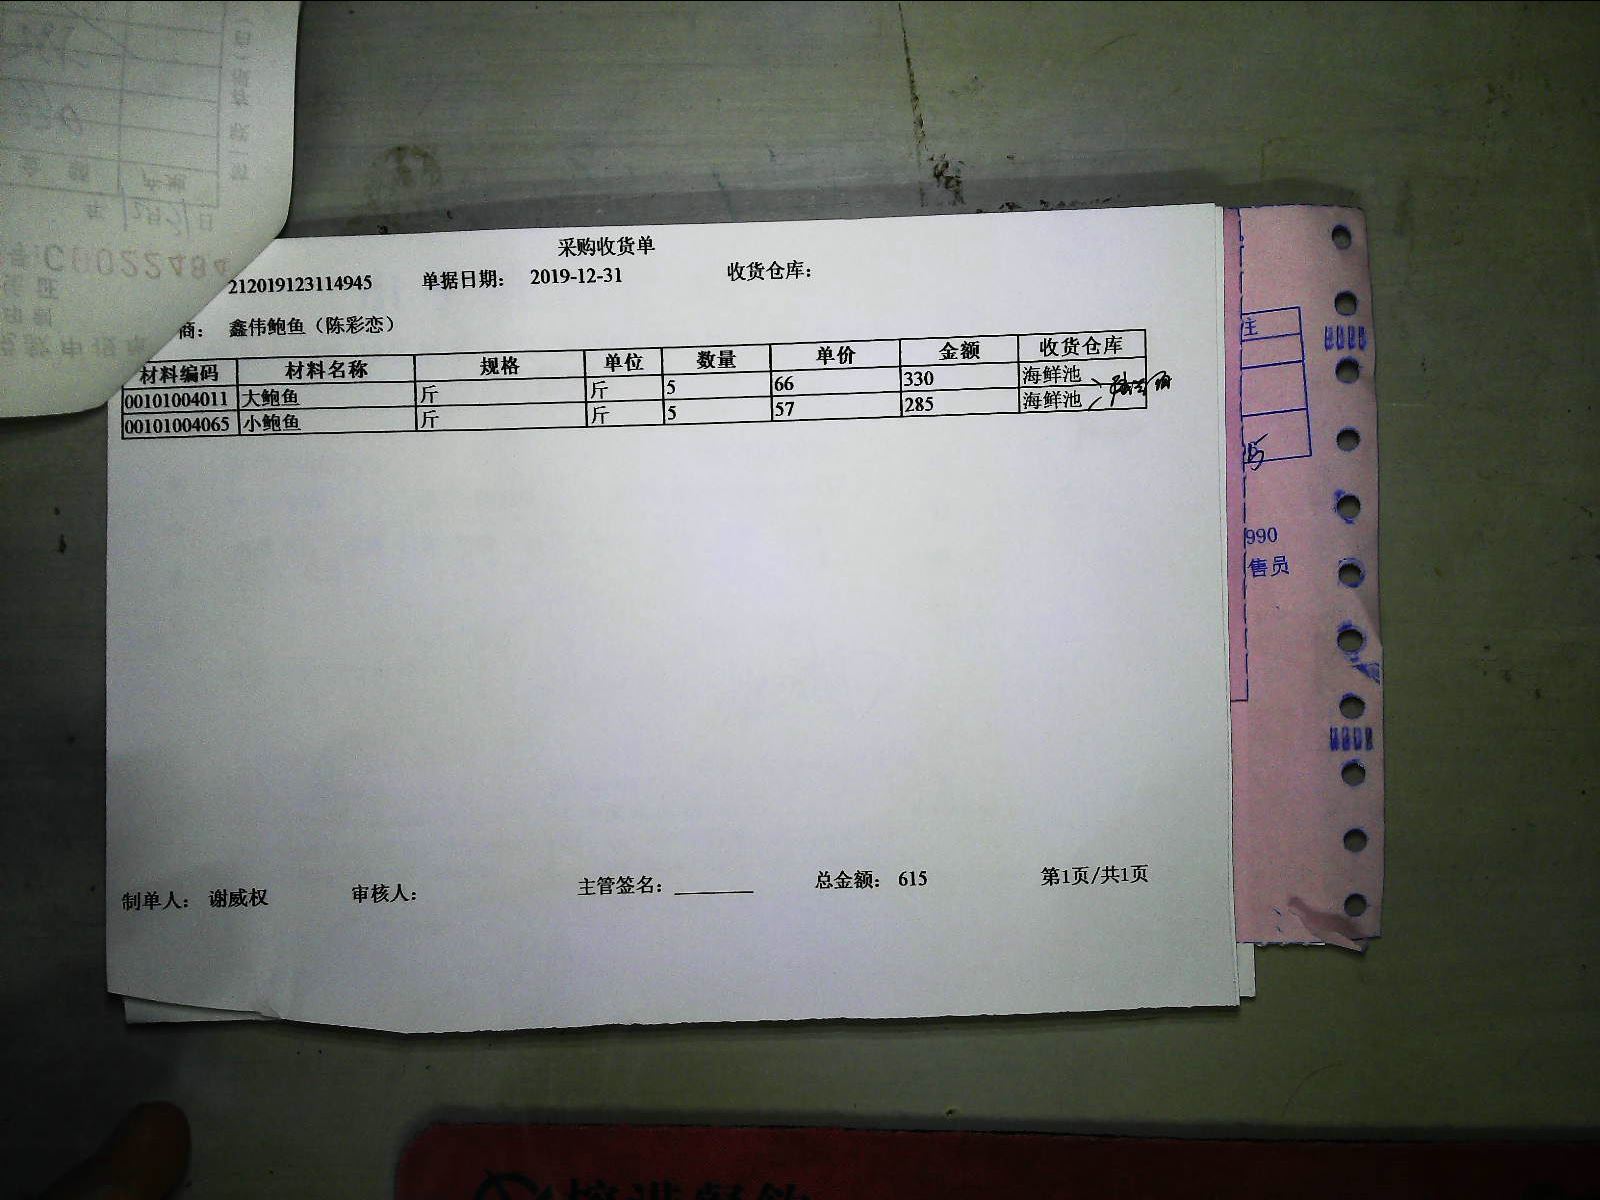 采购收货单
212019123114945 单据日期: 2019-12-31 收货仓库:
商: 鑫伟鲍鱼（陈彩恋）
材料编码 材料名称 规格 单位 数量 单价 金额 收货仓库
00101004011 大鲍鱼 斤 斤 5 66 330 海鲜池
00101004065 小鲍鱼 斤 斤 5 57 285 海鲜池
制单人: 谢威权 审核人: 主管签名: 总金额: 615 第1页/共1页
注
990
售员